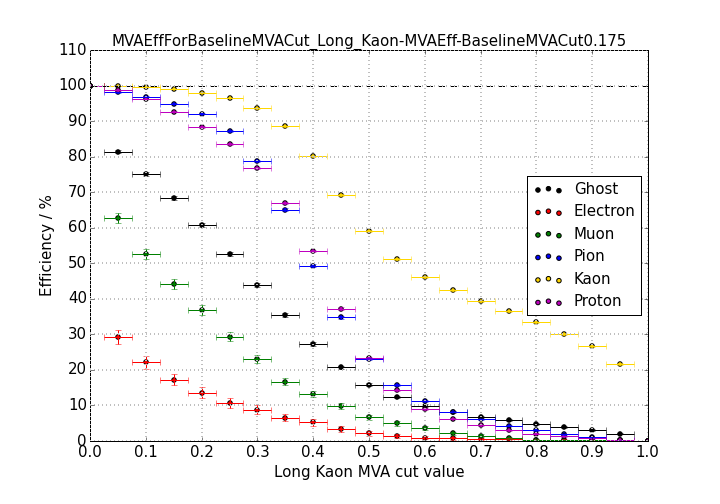 MVAEffForBaselineMVACut_Long_Kaon-MVAEff-BaselineMVACut0.175
110
100
90
80
70
60
50
40
30
20
10
0
Efficiency / %
Ghost
Electron
Muon
Pion
Kaon
Proton
0.0 0.1 0.2 0.3 0.4 0.5 0.6 0.7 0.8 0.9 1.0
Long Kaon MVA cut value